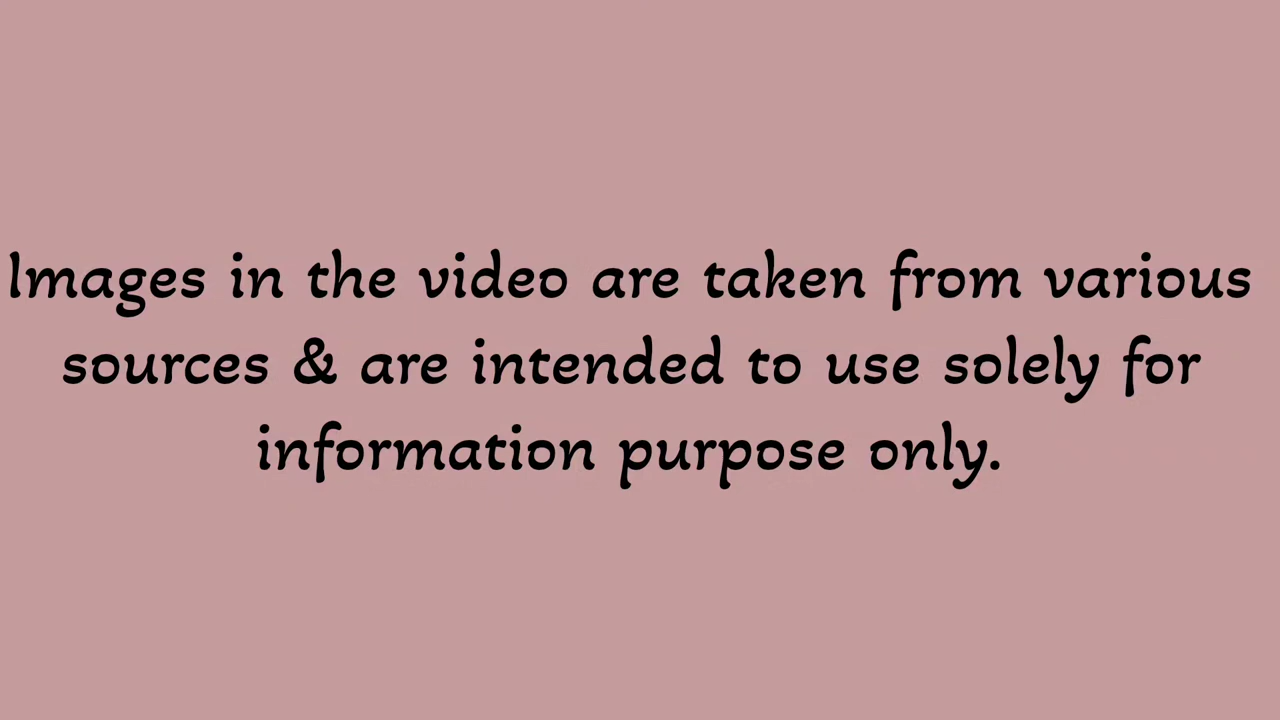 Images in the video are taken from various
sources & are intended to use solely for
information purpose only.